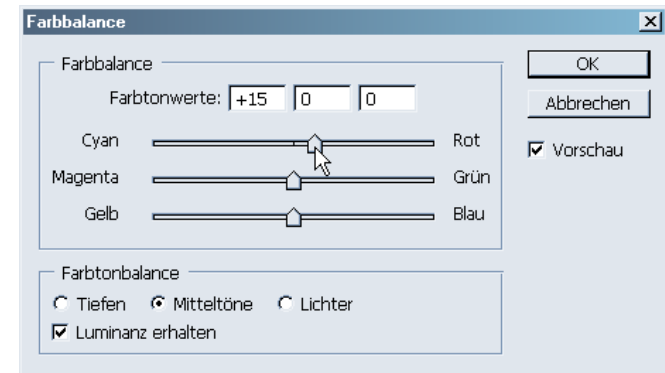 Farbbalance
Farbbalance
Farbtonwerte: +15 0 0
Cyan Rot
Magenta Grün
Gelb Blau
Farbtonbalance
Tiefen Mitteltöne Lichter
Luminanz erhalten
OK
Abbrechen
Vorschau